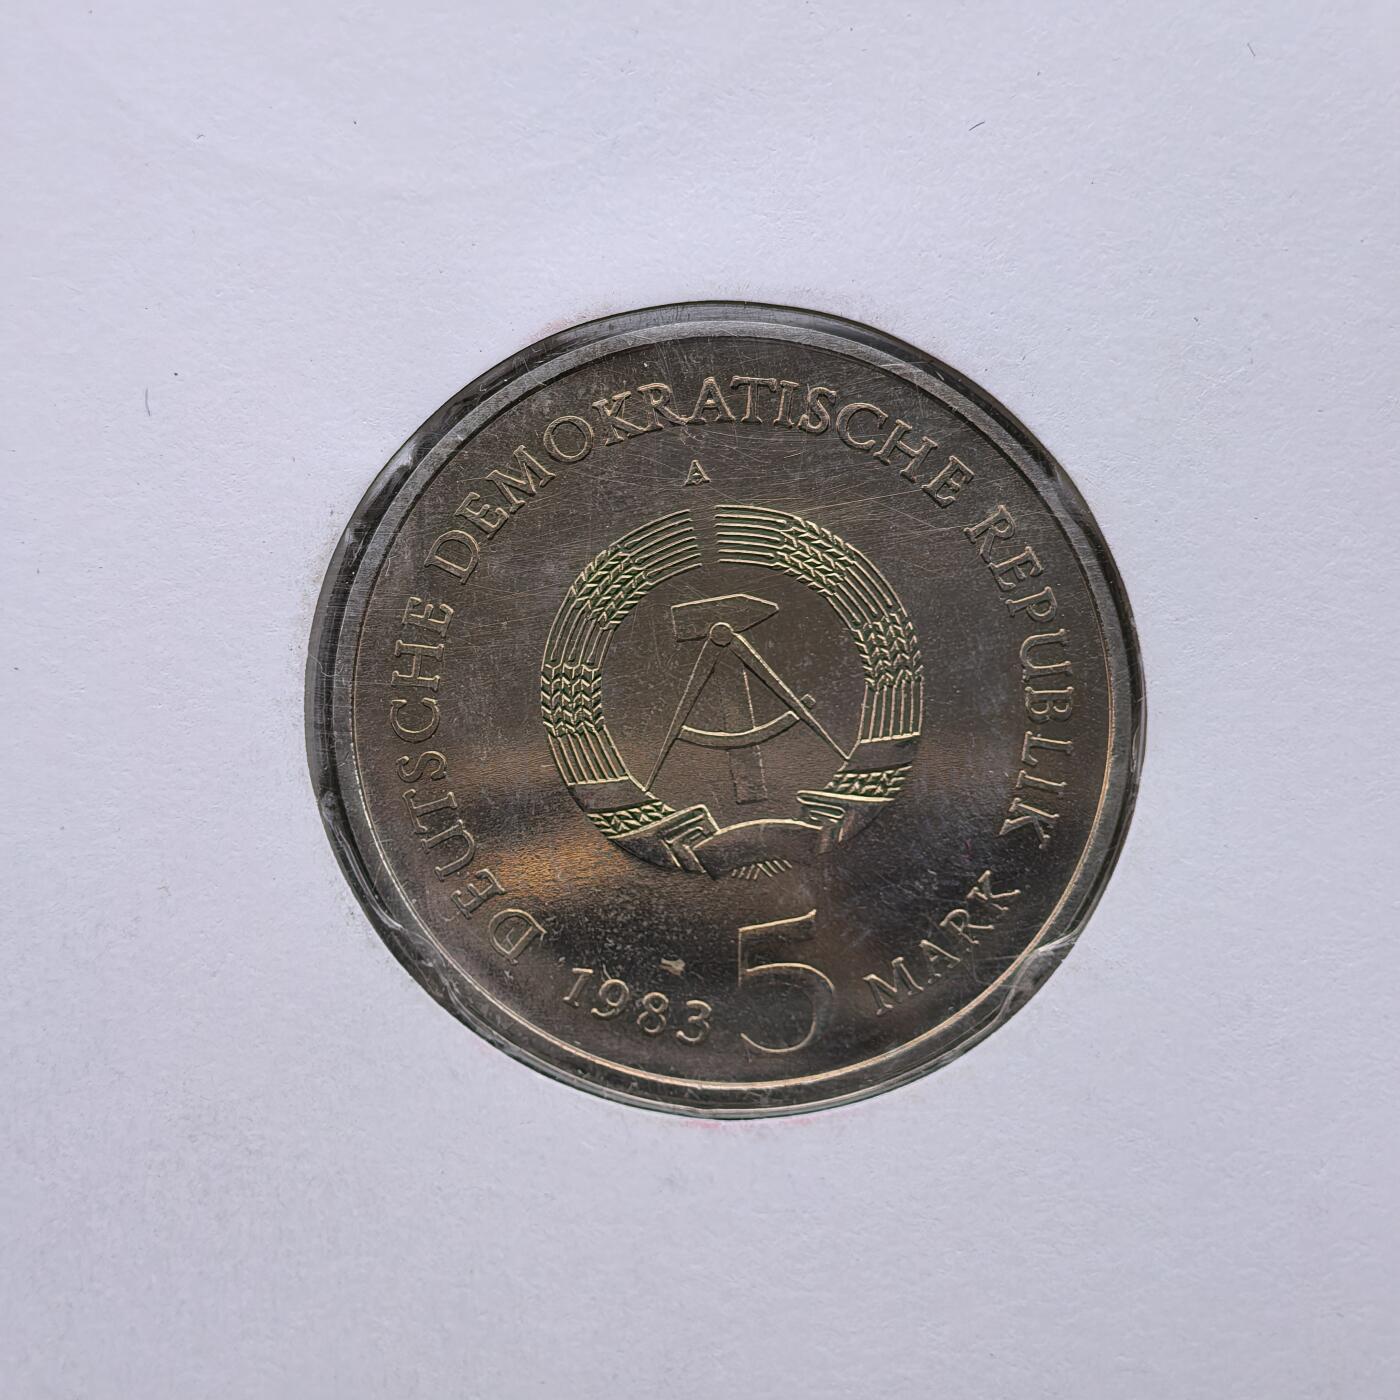 DEUTSCHE DEMOKRATISCHE REPUBLIK
A
1983 5 MARK